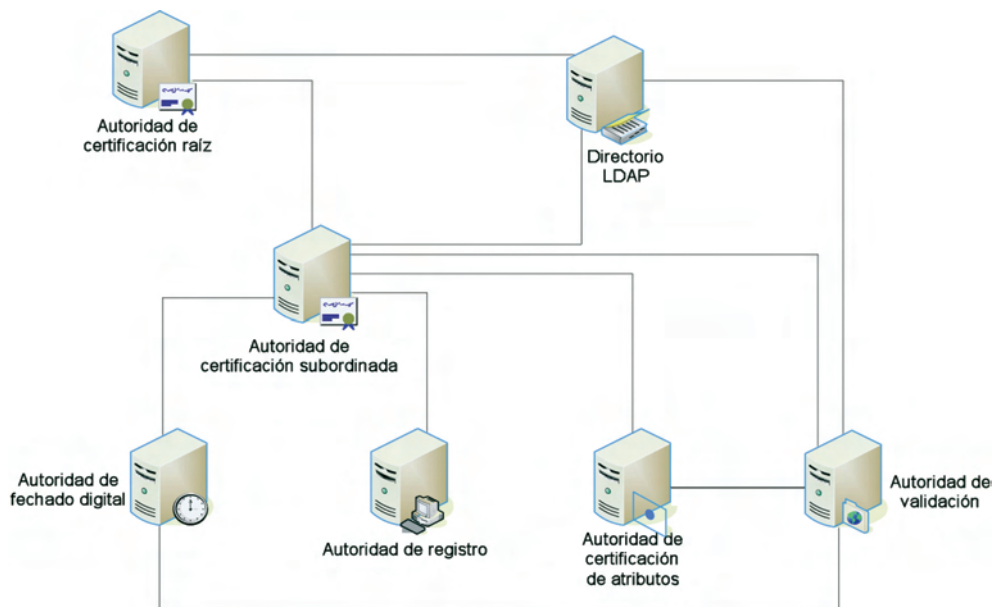 Autoridad de
certificación raíz
Directorio
LDAP
Autoridad de
certificación subordinada
Autoridad de
fechado digital
Autoridad de registro
Autoridad de
certificación
de atributos
Autoridad de
validación